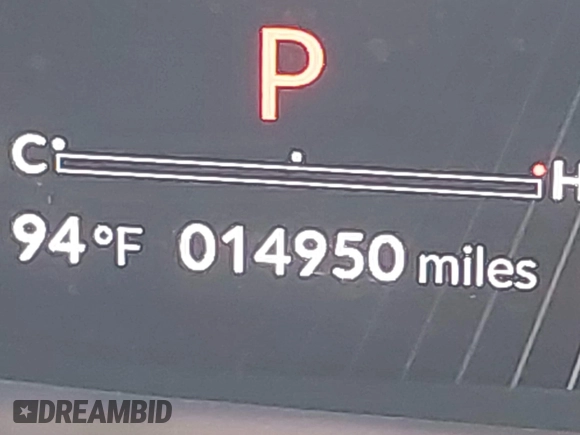 P
C H
94°F 014950 miles
DREAMBID